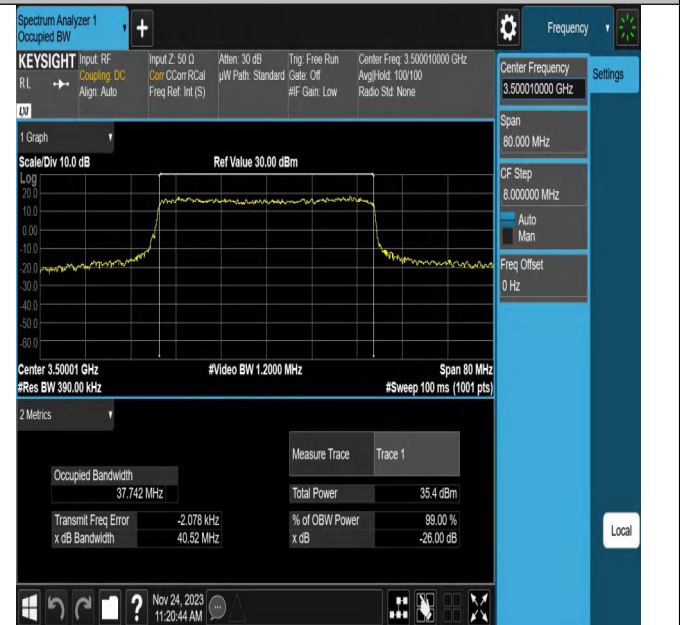 Spectrum Analyzer 1
Occupied BW
+
Frequency
KEYSIGHT
RL
LXI
Input: RF
Coupling: DC
Align: Auto
Input Z: 50 Ω
Corr CCorr RCal
Freq Ref: Int (S)
Atten: 30 dB
µW Path: Standard
Trig: Free Run
Gate: Off
#IF Gain: Low
Center Freq: 3.500010000 GHz
Avg|Hold: 100/100
Radio Std: None
Center Frequency
3.500010000 GHz
Settings
Span
80.000 MHz
CF Step
8.000000 MHz
Auto
Man
Freq Offset
0 Hz
Local
1 Graph
Scale/Div 10.0 dB
Ref Value 30.00 dBm
Log
20.0
10.0
0.00
-10.0
-20.0
-30.0
-40.0
-50.0
-60.0
Center 3.50001 GHz
#Video BW 1.2000 MHz
Span 80 MHz
#Res BW 390.00 kHz
#Sweep 100 ms (1001 pts)
2 Metrics
Measure Trace
Trace 1
Occupied Bandwidth
37.742 MHz
Total Power
35.4 dBm
Transmit Freq Error
-2.078 kHz
% of OBW Power
99.00 %
x dB Bandwidth
40.52 MHz
x dB
-26.00 dB
?
Nov 24, 2023
11:20:44 AM